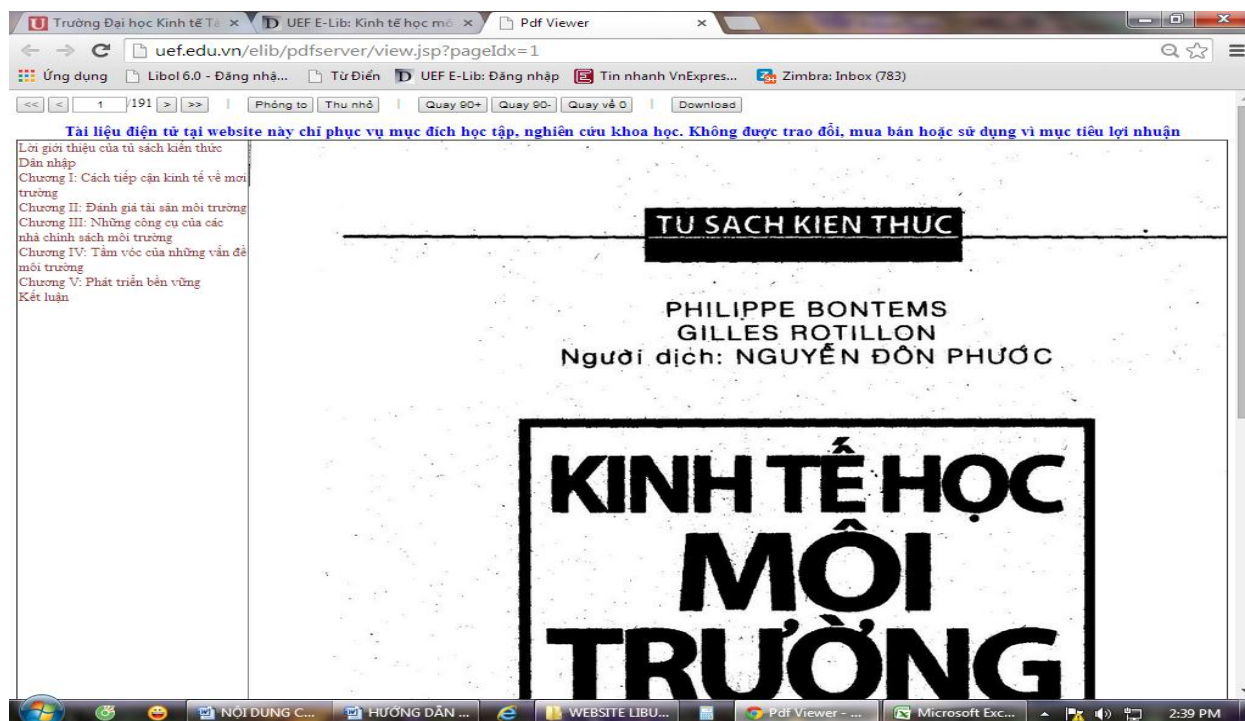 Trường Đại học Kinh tế Tà
UEF E-Lib: Kinh tế học mô
Pdf Viewer
uef.edu.vn/elib/pdfserver/view.jsp?pageIdx=1
Ứng dụng Libol 6.0 - Đăng nhậ... Từ Điển UEF E-Lib: Đăng nhập Tin nhanh VnExpres... Zimbra: Inbox (783)
<< < 1 /191 > >> | Phóng to Thu nhỏ | Quay 90+ Quay 90- Quay về 0 | Download
Tài liệu điện tử tại website này chỉ phục vụ mục đích học tập, nghiên cứu khoa học. Không được trao đổi, mua bán hoặc sử dụng vì mục tiêu lợi nhuận
Lời giới thiệu của tủ sách kiến thức
Dẫn nhập
Chương I: Cách tiếp cận kinh tế về mơi
trường
Chương II: Đánh giá tài sản môi trường
Chương III: Những công cụ của các
nhà chính sách môi trường
Chương IV: Tầm vóc của những vấn đề
môi trường
Chương V: Phát triển bền vững
Kết luận
TU SACH KIEN THUC
PHILIPPE BONTEMS
GILLES ROTILLON
Người dịch: NGUYỄN ĐÔN PHƯỚC
KINH TẾ HỌC
MÔI
TRƯỜNG
NỘI DUNG C... HƯỚNG DẪN ... WEBSITE LIBU... Pdf Viewer - ... Microsoft Exc... 2:39 PM